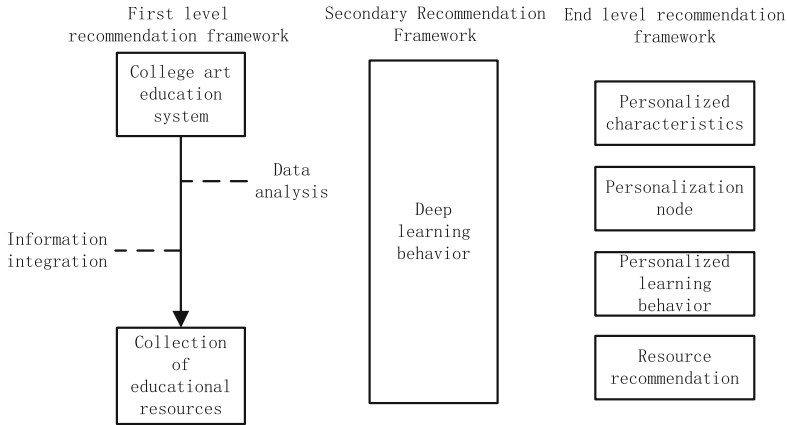 First level
recommendation framework
College art
education
system
Data
analysis
Information
integration
Collection
of
educational
resources
Secondary Recommendation
Framework
Deep
learning
behavior
End level recommendation
framework
Personalized
characteristics
Personalization
node
Personalized
learning
behavior
Resource
recommendation